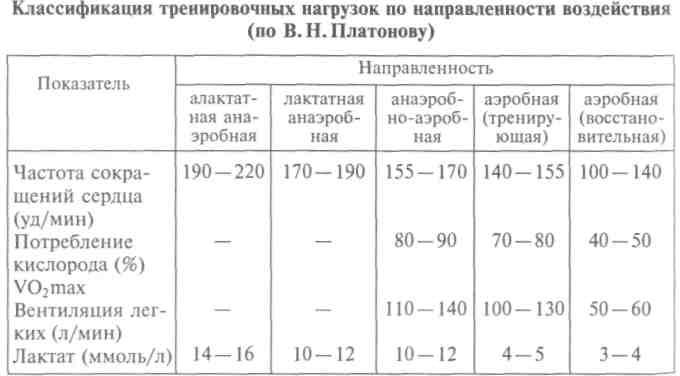 Классификация тренировочных нагрузок по направленности воздействия
(по В. Н. Платонову)
Показатель
Направленность
алактат-
ная ана-
эробная
лактатная
анаэроб-
ная
анаэроб-
но-аэроб-
ная
аэробная
(трениру-
ющая)
аэробная
(восстано-
вительная)
Частота сокра-
щений сердца
(уд/мин)
190—220
170—190
155—170
140—155
100—140
Потребление
кислорода (%)
VO₂max
—
—
80—90
70—80
40—50
Вентиляция лег-
ких (л/мин)
—
—
110—140
100—130
50—60
Лактат (ммоль/л)
14—16
10—12
10—12
4—5
3—4